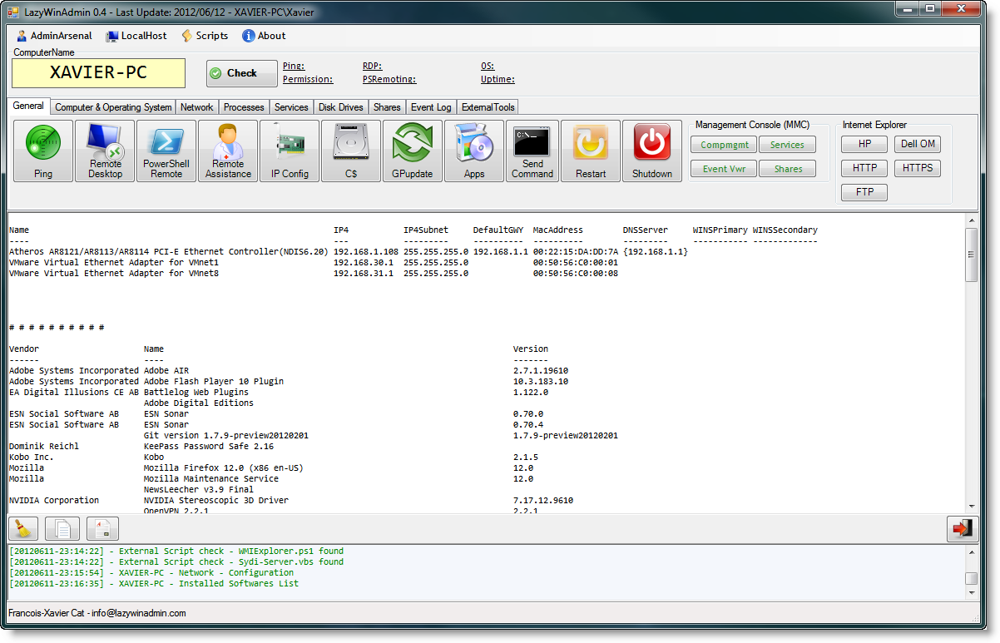 LazyWinAdmin 0.4 - Last Update: 2012/06/12 - XAVIER-PC\Xavier
AdminArsenal LocalHost Scripts About
ComputerName
XAVIER-PC
Check
Ping: RDP: OS:
Permission: PSRemoting: Uptime:
General Computer & Operating System Network Processes Services Disk Drives Shares Event Log ExternalTools
Ping
Remote Desktop
PowerShell Remote
Remote Assistance
IP Config
C$
GPupdate
Apps
C:\_
Send Command
Restart
Shutdown
Management Console (MMC)
Compmgmt Services
Event Vwr Shares
Internet Explorer
HP Dell OM
HTTP HTTPS
FTP
Name IP4 IP4Subnet DefaultGWY MacAddress DNSServer WINSPrimary WINSSecondary
---- --- --------- ---------- ---------- --------- ----------- -------------
Atheros AR8121/AR8113/AR8114 PCI-E Ethernet Controller(NDIS6.20) 192.168.1.108 255.255.255.0 192.168.1.1 00:22:15:DA:DD:7A {192.168.1.1}
VMware Virtual Ethernet Adapter for VMnet1 192.168.30.1 255.255.255.0 00:50:56:C0:00:01
VMware Virtual Ethernet Adapter for VMnet8 192.168.31.1 255.255.255.0 00:50:56:C0:00:08
# # # # # # # # # #
Vendor Name Version
------ ---- -------
Adobe Systems Incorporated Adobe AIR 2.7.1.19610
Adobe Systems Incorporated Adobe Flash Player 10 Plugin 10.3.183.10
EA Digital Illusions CE AB Battlelog Web Plugins 1.122.0
Adobe Digital Editions
ESN Social Software AB ESN Sonar 0.70.0
ESN Social Software AB ESN Sonar 0.70.4
Git version 1.7.9-preview20120201 1.7.9-preview20120201
Dominik Reichl KeePass Password Safe 2.16
Kobo Inc. Kobo 2.1.5
Mozilla Mozilla Firefox 12.0 (x86 en-US) 12.0
Mozilla Mozilla Maintenance Service 12.0
NewsLeecher v3.9 Final
NVIDIA Corporation NVIDIA Stereoscopic 3D Driver 7.17.12.9610
OpenVPN 2.2.1 2.2.1
[20120611-23:14:22] - External Script check - WMIExplorer.ps1 found
[20120611-23:14:22] - External Script check - Sydi-Server.vbs found
[20120611-23:15:54] - XAVIER-PC - Network - Configuration
[20120611-23:16:35] - XAVIER-PC - Installed Softwares List
Francois-Xavier Cat - info@lazywinadmin.com